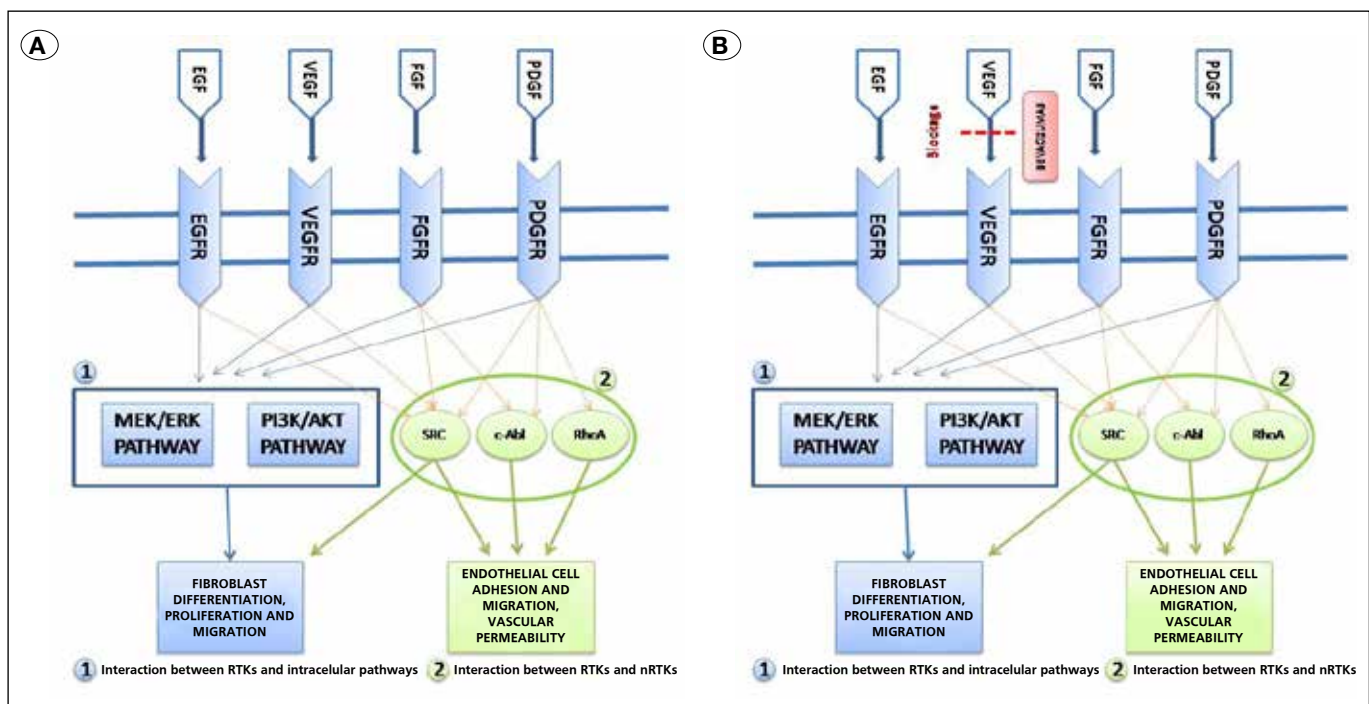 A
EGF
VEGF
FGF
PDGF
EGFR
VEGFR
FGFR
PDGFR
1
2
MEK/ERK
PATHWAY
PI3K/AKT
PATHWAY
SRC
c-Abl
RhoA
FIBROBLAST
DIFFERENTIATION,
PROLIFERATION AND
MIGRATION
ENDOTHELIAL CELL
ADHESION AND
MIGRATION,
VASCULAR
PERMEABILITY
1 Interaction between RTKs and intracelular pathways 2 Interaction between RTKs and nRTKs
B
EGF
VEGF
FGF
PDGF
Blockage
BEVACIZUMAB
EGFR
VEGFR
FGFR
PDGFR
1
2
MEK/ERK
PATHWAY
PI3K/AKT
PATHWAY
SRC
c-Abl
RhoA
FIBROBLAST
DIFFERENTIATION,
PROLIFERATION AND
MIGRATION
ENDOTHELIAL CELL
ADHESION AND
MIGRATION,
VASCULAR
PERMEABILITY
1 Interaction between RTKs and intracelular pathways 2 Interaction between RTKs and nRTKs